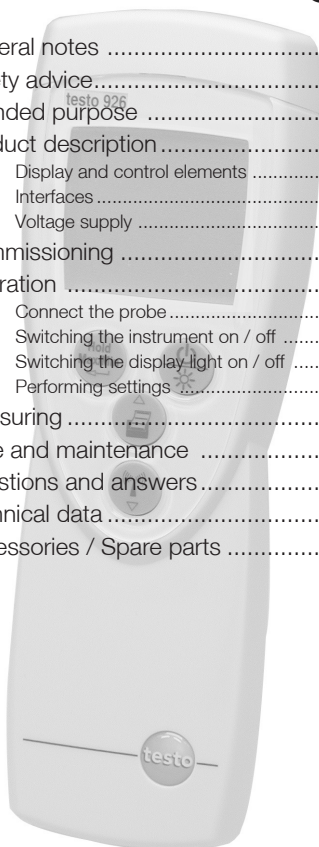 eral notes ....................................
ety advice....................................
nded purpose ............................
testo 926
duct description..........................
Display and control elements ............
Interfaces..................................
Voltage supply ..............................
mmissioning ................................
ration ..........................................
Connect the probe..........................
Switching the instrument on / off .......
Hold
Switching the display light on / off .....
Performing settings ........................
suring..........................................
e and maintenance ....................
stions and answers....................
hnical data ..................................
essories / Spare parts ...............
testo